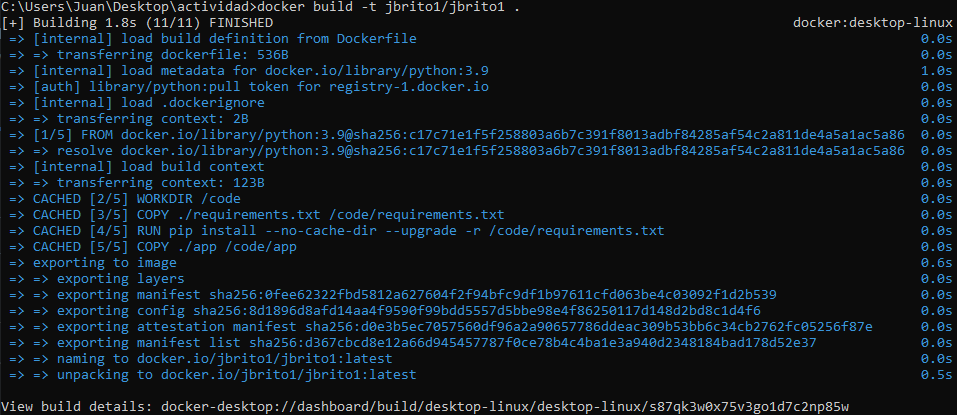 C:\Users\Juan\Desktop\actividad>docker build -t jbrito1/jbrito1 .
[+] Building 1.8s (11/11) FINISHED docker:desktop-linux
=> [internal] load build definition from Dockerfile 0.0s
=> => transferring dockerfile: 536B 0.0s
=> [internal] load metadata for docker.io/library/python:3.9 1.0s
=> [auth] library/python:pull token for registry-1.docker.io 0.0s
=> [internal] load .dockerignore 0.0s
=> => transferring context: 2B 0.0s
=> [1/5] FROM docker.io/library/python:3.9@sha256:c17c71e1f5f258803a6b7c391f8013adbf84285af54c2a811de4a5a1ac5a86 0.0s
=> => resolve docker.io/library/python:3.9@sha256:c17c71e1f5f258803a6b7c391f8013adbf84285af54c2a811de4a5a1ac5a86 0.0s
=> [internal] load build context 0.0s
=> => transferring context: 123B 0.0s
=> CACHED [2/5] WORKDIR /code 0.0s
=> CACHED [3/5] COPY ./requirements.txt /code/requirements.txt 0.0s
=> CACHED [4/5] RUN pip install --no-cache-dir --upgrade -r /code/requirements.txt 0.0s
=> CACHED [5/5] COPY ./app /code/app 0.0s
=> exporting to image 0.6s
=> => exporting layers 0.0s
=> => exporting manifest sha256:0fee62322fbd5812a627604f2f94bfc9df1b97611cfd063be4c03092f1d2b539 0.0s
=> => exporting config sha256:8d1896d8afd14aa4f9590f99bdd5557d5bbe98e4f86250117d148d2bd8c1d4f6 0.0s
=> => exporting attestation manifest sha256:d0e3b5ec7057560df96a2a90657786ddeac309b53bb6c34cb2762fc05256f87e 0.0s
=> => exporting manifest list sha256:d367cbcd8e12a66d945457787f0ce78b4c4ba1e3a940d2348184bad178d52e37 0.0s
=> => naming to docker.io/jbrito1/jbrito1:latest 0.0s
=> => unpacking to docker.io/jbrito1/jbrito1:latest 0.5s
View build details: docker-desktop://dashboard/build/desktop-linux/desktop-linux/s87qk3w0x75v3go1d7c2np85w